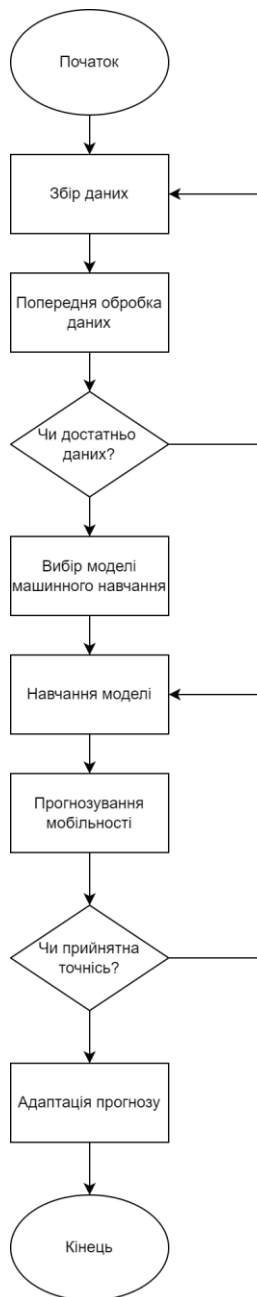 Початок
Збір даних
Попередня обробка
даних
Чи достатньо
даних?
Вибір моделі
машинного навчання
Навчання моделі
Прогнозування
мобільності
Чи прийнятна
точнісь?
Адаптація прогнозу
Кінець